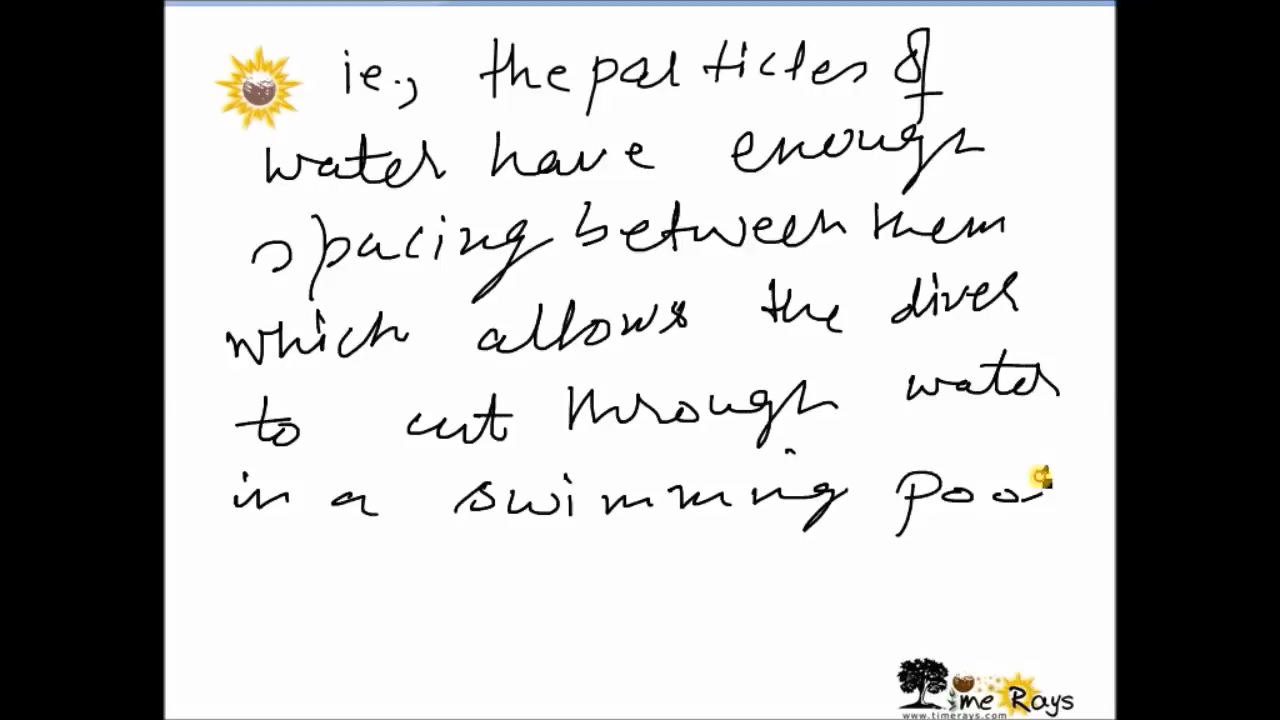 ie., the particles of
water have enough
spacing between them
which allows the diver
to cut through water
in a swimming poo
Time Rays
www.timerays.com